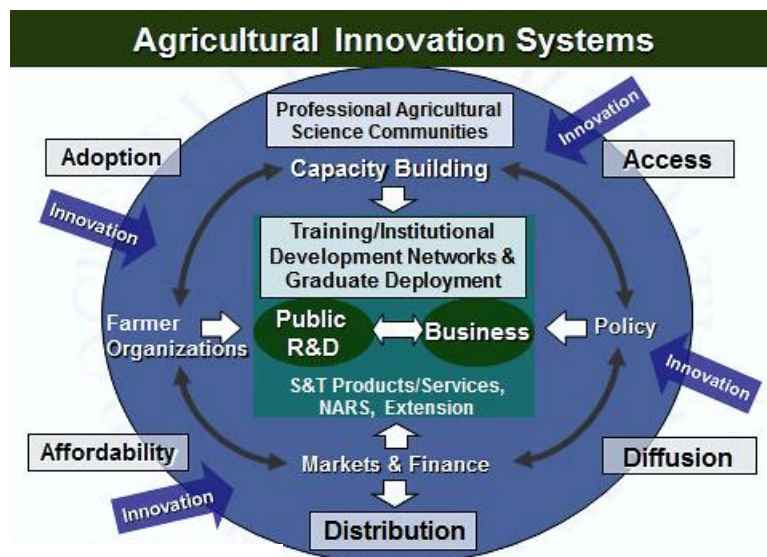 Agricultural Innovation Systems
Professional Agricultural
Science Communities
Innovation
Adoption
Access
Capacity Building
Innovation
Training/Institutional
Development Networks &
Graduate Deployment
Farmer
Organizations
Public
R&D
Business
Policy
Innovation
S&T Products/Services,
NARS, Extension
Affordability
Markets & Finance
Diffusion
Innovation
Distribution